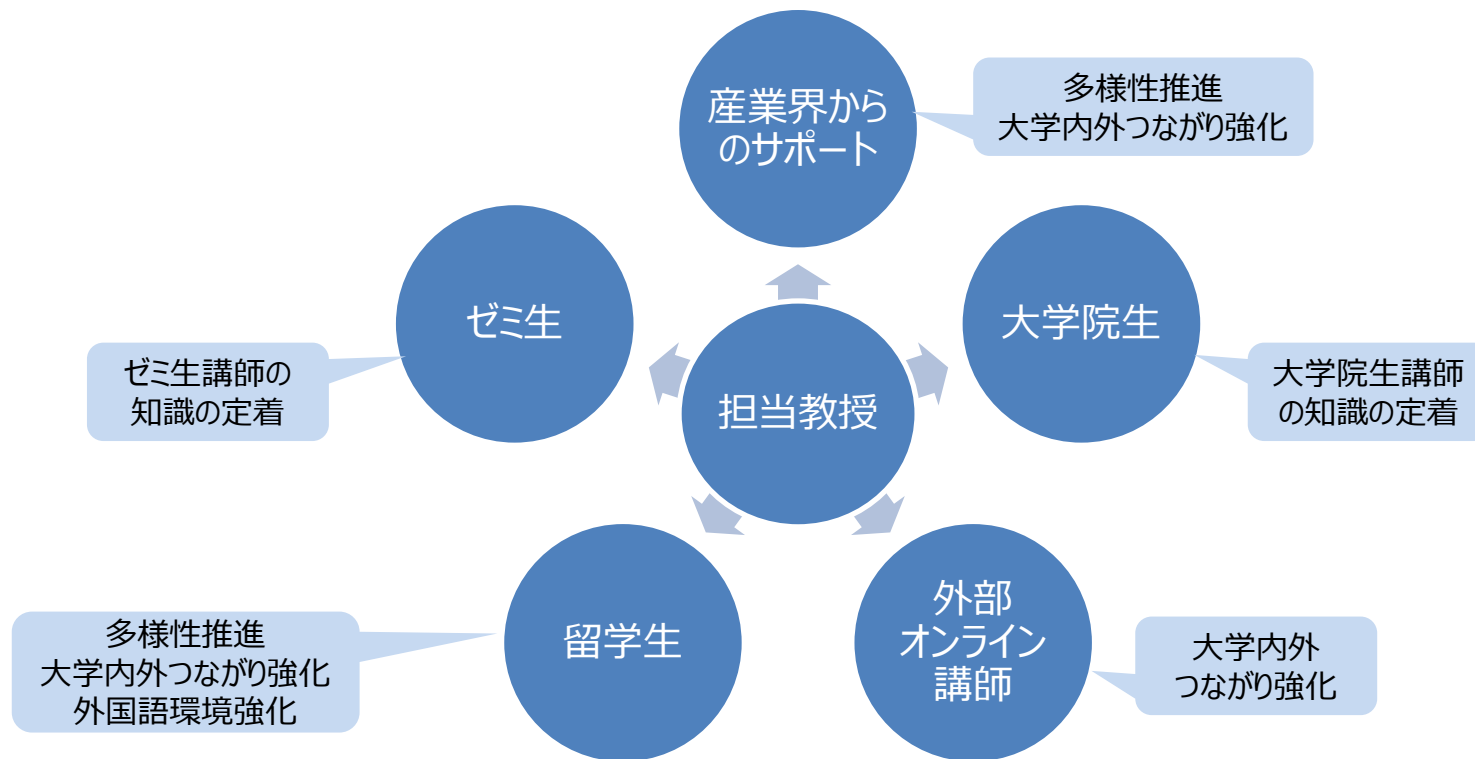 産業界から
のサポート
多様性推進
大学内外つながり強化
ゼミ生
大学院生
ゼミ生講師の
知識の定着
担当教授
大学院生講師
の知識の定着
留学生
多様性推進
大学内外つながり強化
外国語環境強化
外部
オンライン
講師
大学内外
つながり強化